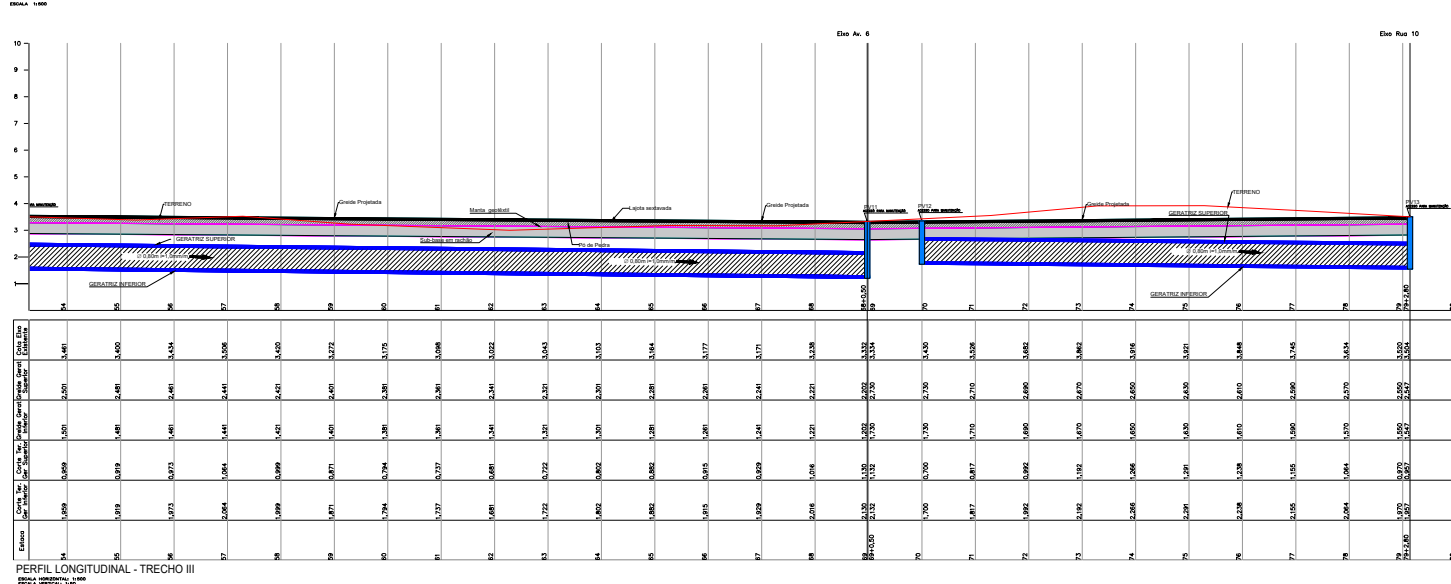 ESCALA 1:500
Eixo Av. 6
Eixo Rua 10
10
9
8
7
6
5
4
3
2
1
TERRENO
Greide Projetada
Manta geotêxtil
Lajota sextavada
Greide Projetada
PV11
PV12
PV13
TERRENO
Greide Projetada
GERATRIZ SUPERIOR
GERATRIZ SUPERIOR
Sub-base em rachão
Pó de Pedra
GERATRIZ INFERIOR
GERATRIZ INFERIOR
54 55 56 57 58 59 60 61 62 63 64 65 66 67 68 68+0,50 69 70 71 72 73 74 75 76 77 78 79 79+2,80
Cota Eixo Existente
3,461 3,400 3,434 3,506 3,420 3,272 3,175 3,098 3,022 3,043 3,103 3,164 3,177 3,171 3,238 3,332 3,334 3,430 3,526 3,682 3,862 3,916 3,921 3,848 3,745 3,634 3,520 3,504
Greide Gerat Superior
2,501 2,481 2,461 2,441 2,421 2,401 2,381 2,361 2,341 2,321 2,301 2,281 2,261 2,241 2,221 2,202 2,730 2,730 2,710 2,690 2,670 2,650 2,630 2,610 2,590 2,570 2,550 2,547
Greide Gerat Inferior
1,501 1,481 1,461 1,441 1,421 1,401 1,381 1,361 1,341 1,321 1,301 1,281 1,261 1,241 1,221 1,202 1,730 1,730 1,710 1,690 1,670 1,650 1,630 1,610 1,590 1,570 1,550 1,547
Corte Ter. Ger Superior
0,959 0,919 0,973 1,064 0,999 0,871 0,794 0,737 0,681 0,722 0,802 0,882 0,915 0,929 1,016 1,130 1,132 0,700 0,817 0,992 1,192 1,266 1,291 1,238 1,155 1,064 0,970 0,957
Corte Ter. Ger Inferior
1,959 1,919 1,973 2,064 1,999 1,871 1,794 1,737 1,681 1,722 1,802 1,882 1,915 1,929 2,016 2,130 2,132 1,700 1,817 1,992 2,192 2,266 2,291 2,238 2,155 2,064 1,970 1,957
Estaca
54 55 56 57 58 59 60 61 62 63 64 65 66 67 68 69 69+0,50 70 71 72 73 74 75 76 77 78 79 79+2,80
PERFIL LONGITUDINAL - TRECHO III
ESCALA HORIZONTAL: 1:500